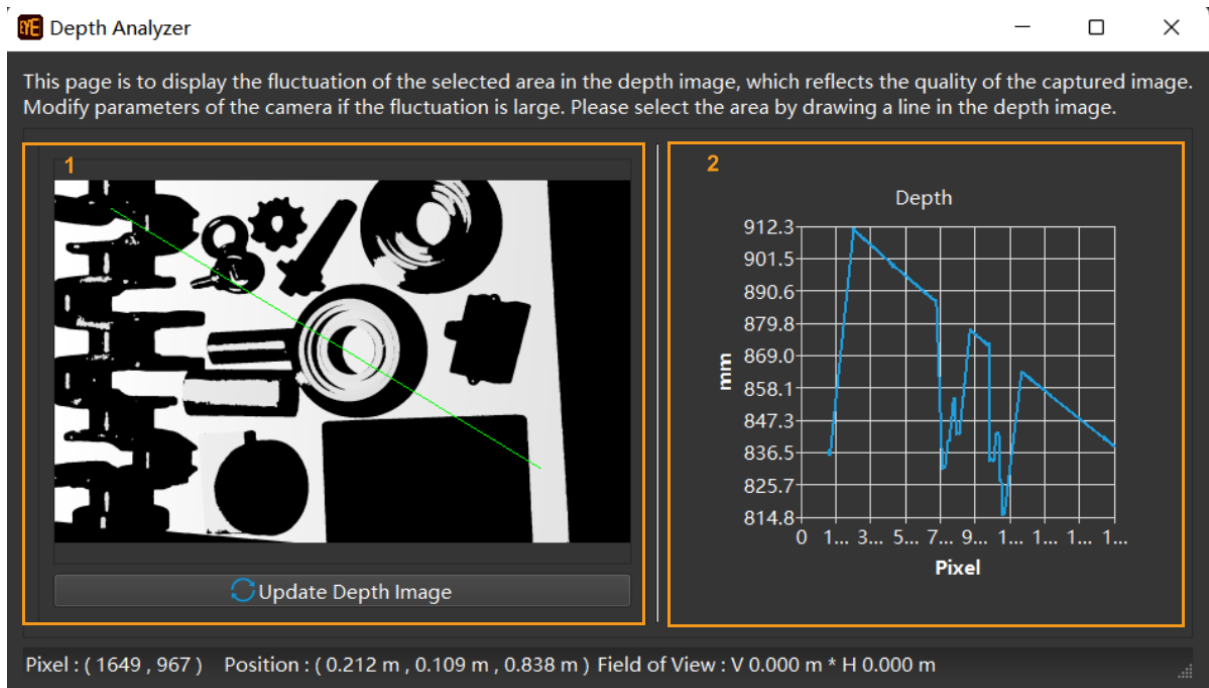 EYE Depth Analyzer
This page is to display the fluctuation of the selected area in the depth image, which reflects the quality of the captured image.
Modify parameters of the camera if the fluctuation is large. Please select the area by drawing a line in the depth image.
1
2
Depth
912.3
901.5
890.6
879.8
869.0
858.1
847.3
836.5
825.7
814.8
mm
0 1... 3... 5... 7... 9... 1... 1... 1... 1...
Pixel
Update Depth Image
Pixel : ( 1649 , 967 ) Position : ( 0.212 m , 0.109 m , 0.838 m ) Field of View : V 0.000 m * H 0.000 m